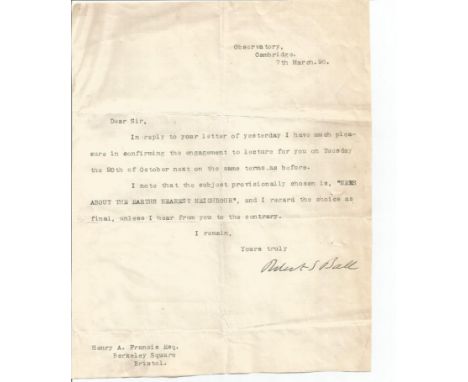 Observatory,
Cambridge.
7th March.96.
Dear Sir,
In reply to your letter of yesterday I have much plea-
sure in confirming the engagement to lecture for you on Tuesday
the 20th of October next on the same terms as before.
I note that the subject provisionally chosen is, "NEWS
ABOUT THE EARTHS NEAREST NEIGHBOUR", and I regard the choice as
final, unless I hear from you to the contrary.
I remain,
Yours truly
Robert S Ball
Henry A. Francis Esq.
Berkeley Square
Bristol.